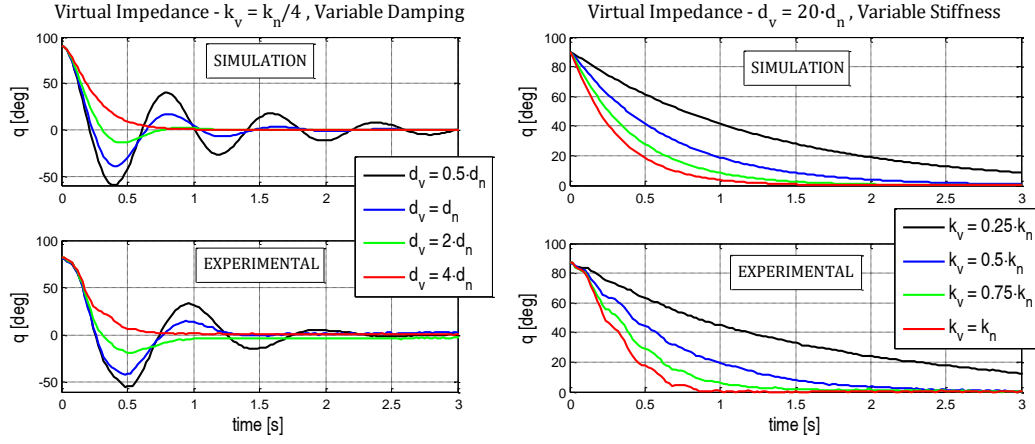 Virtual Impedance - k_v = k_n/4 , Variable Damping
100
50
0
-50
q [deg]
SIMULATION
0 0.5 1 1.5 2 2.5 3
d_v = 0.5·d_n
d_v = d_n
d_v = 2·d_n
d_v = 4·d_n
100
50
0
-50
q [deg]
EXPERIMENTAL
0 0.5 1 1.5 2 2.5 3
time [s]
Virtual Impedance - d_v = 20·d_n , Variable Stiffness
100
80
60
40
20
0
q [deg]
SIMULATION
0 0.5 1 1.5 2 2.5 3
k_v = 0.25·k_n
k_v = 0.5·k_n
k_v = 0.75·k_n
k_v = k_n
100
80
60
40
20
0
q [deg]
EXPERIMENTAL
0 0.5 1 1.5 2 2.5 3
time [s]